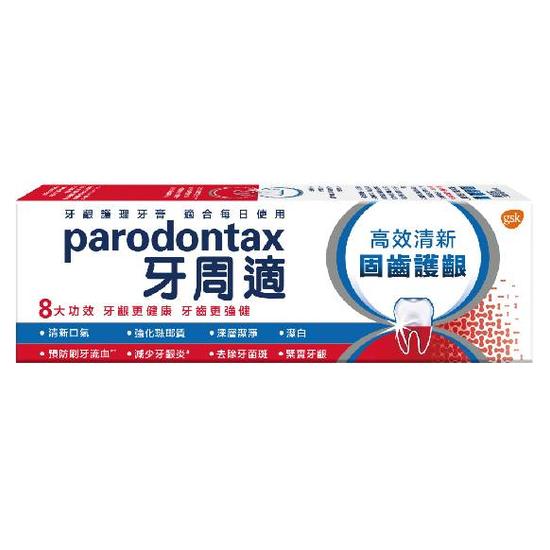 牙齦護理牙膏 適合每日使用
parodontax
牙周適
8大功效 牙齦更健康 牙齒更強健
•清新口氣 •強化琺瑯質 •深層潔淨 •潔白
•預防刷牙流血 •減少牙齦炎 •去除牙菌斑 •緊實牙齦
gsk
高效清新
固齒護齦